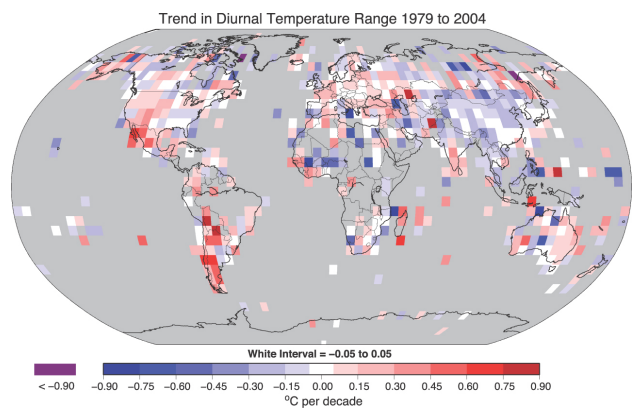 Trend in Diurnal Temperature Range 1979 to 2004
White Interval = −0.05 to 0.05
< −0.90 −0.90 −0.75 −0.60 −0.45 −0.30 −0.15 0.00 0.15 0.30 0.45 0.60 0.75 0.90
°C per decade